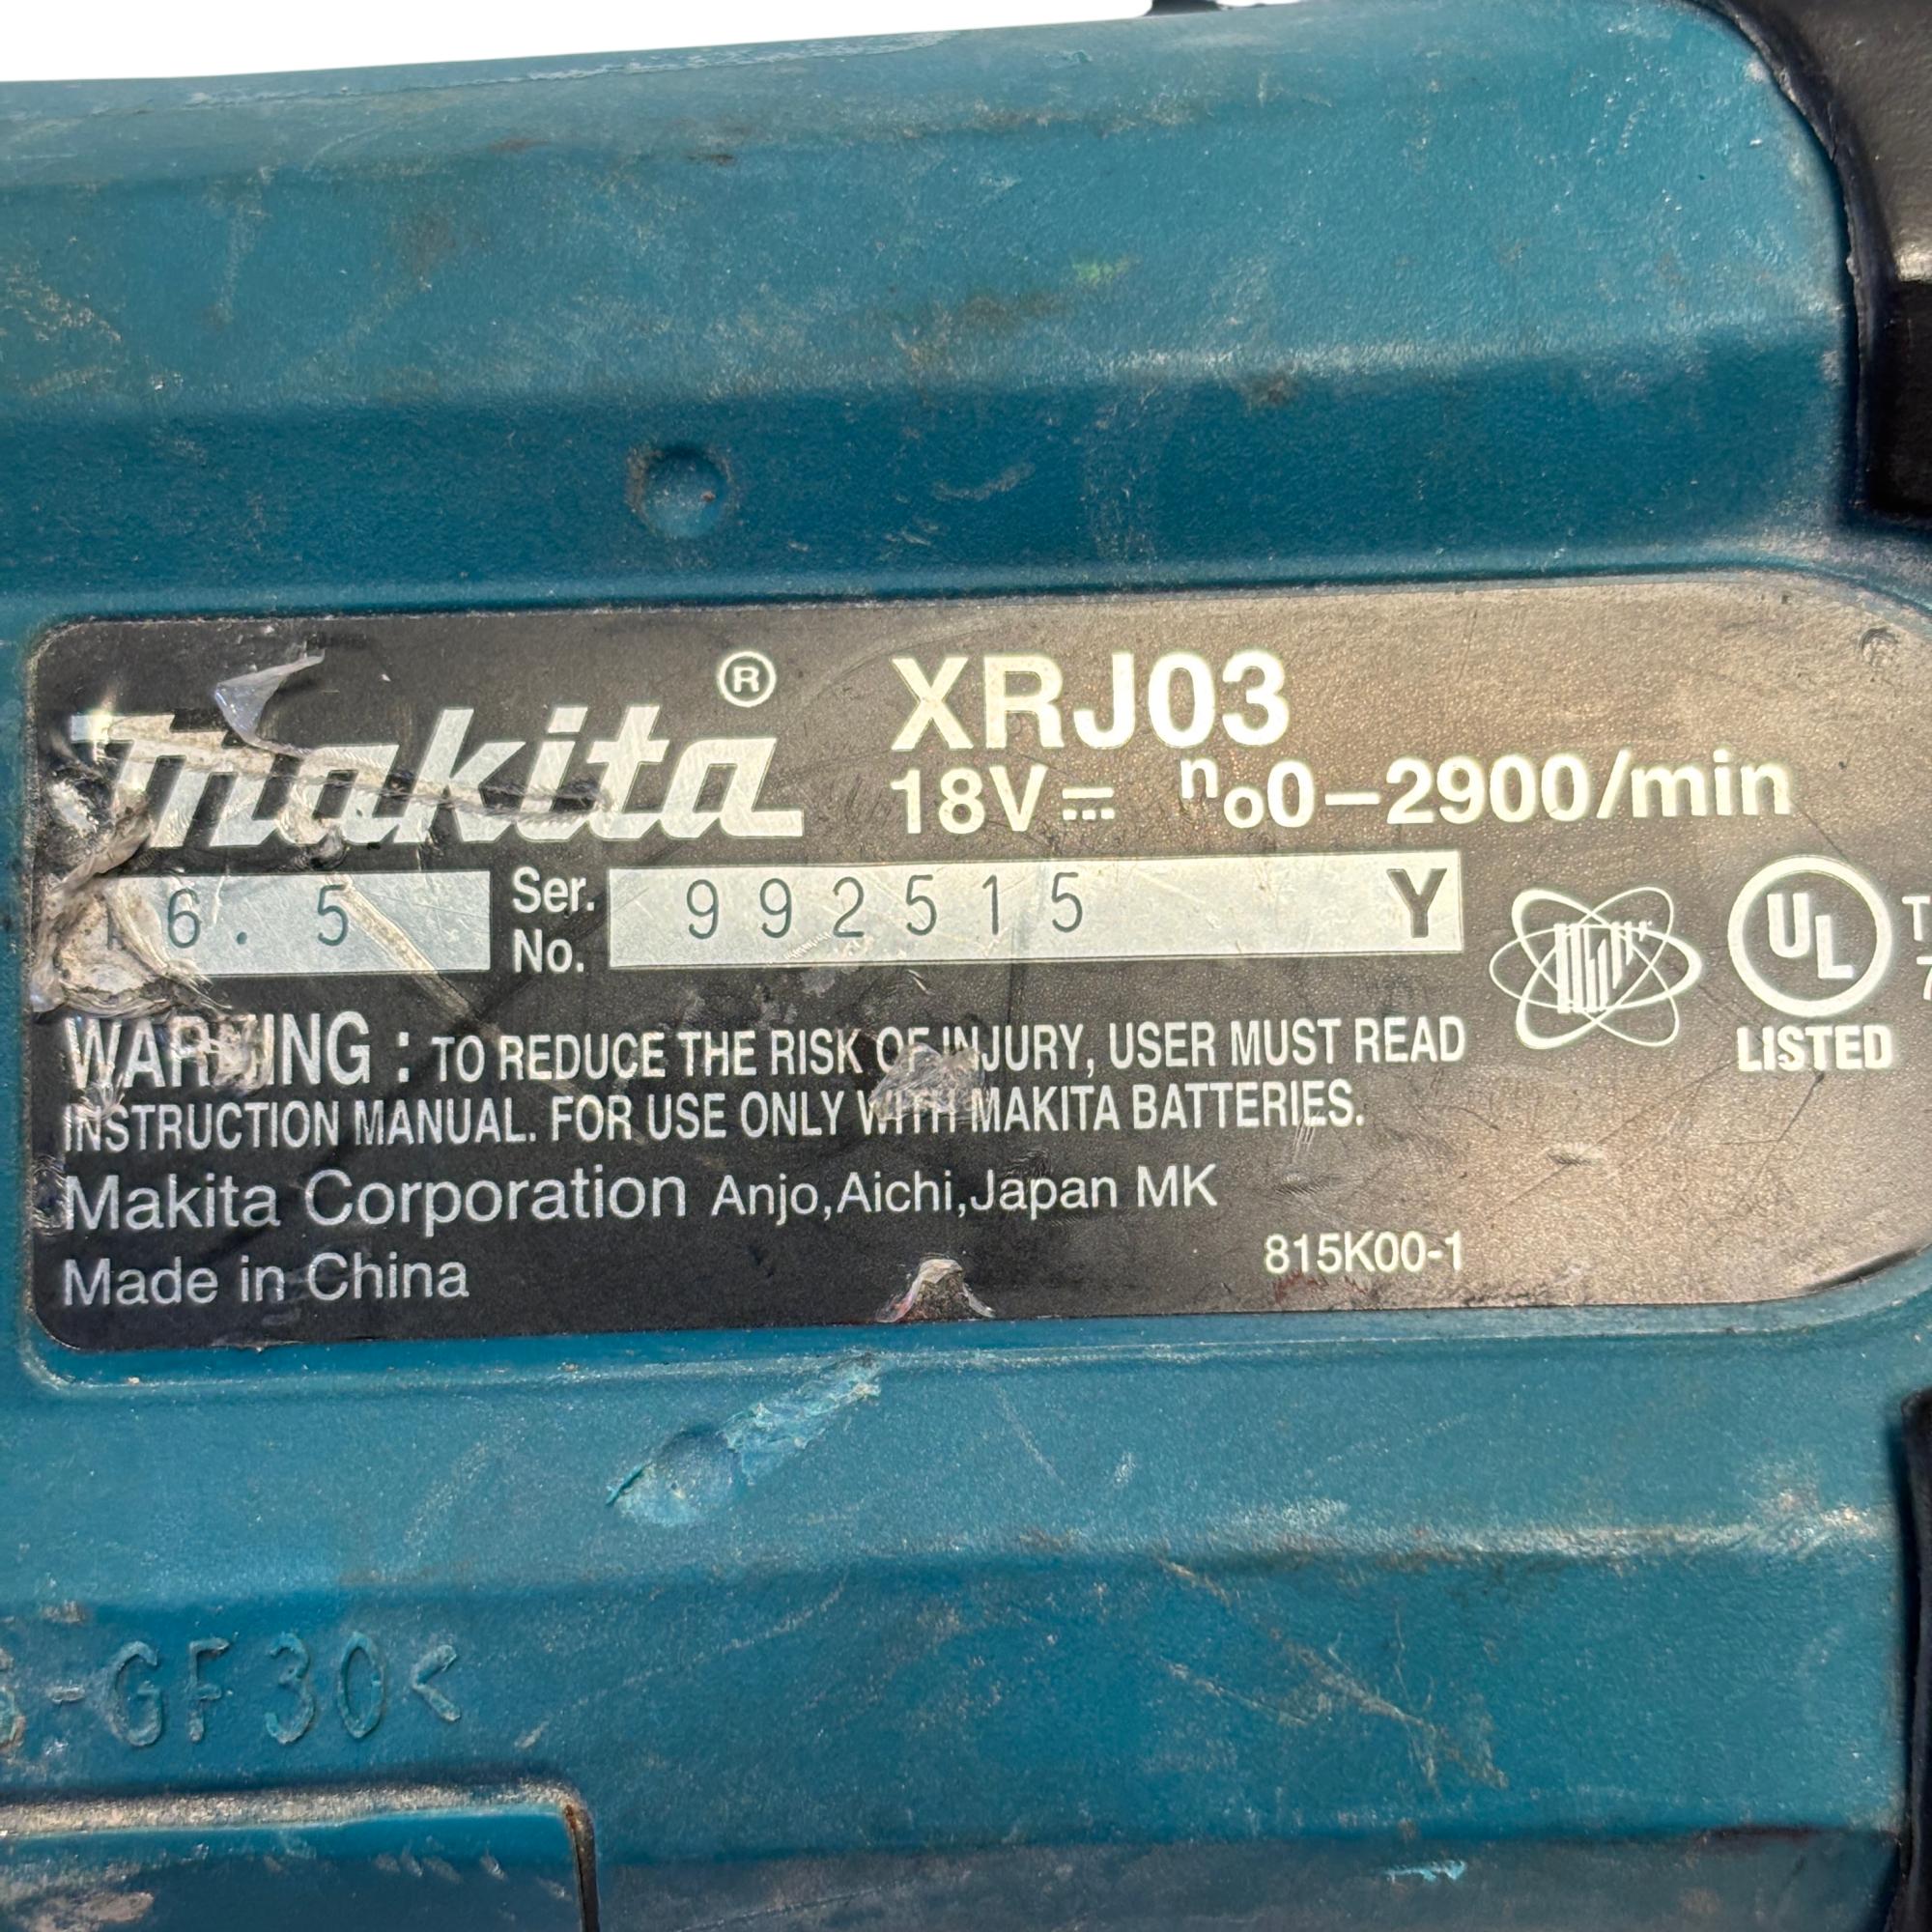 Makita® XRJ03
18V⎓ no0–2900/min
6. 5 Ser. No. 992515 Y
UL
LISTED
WARNING : TO REDUCE THE RISK OF INJURY, USER MUST READ
INSTRUCTION MANUAL. FOR USE ONLY WITH MAKITA BATTERIES.
Makita Corporation Anjo,Aichi,Japan MK
815K00-1
Made in China
-GF30<